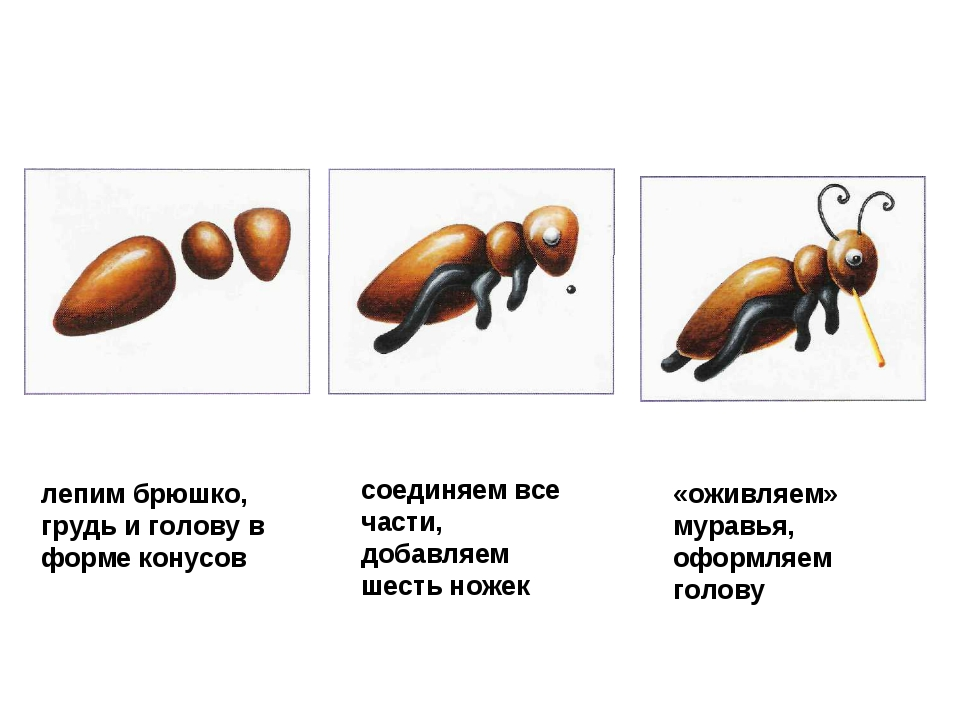 лепим брюшко,
грудь и голову в
форме конусов
соединяем все
части,
добавляем
шесть ножек
«оживляем»
муравья,
оформляем
голову